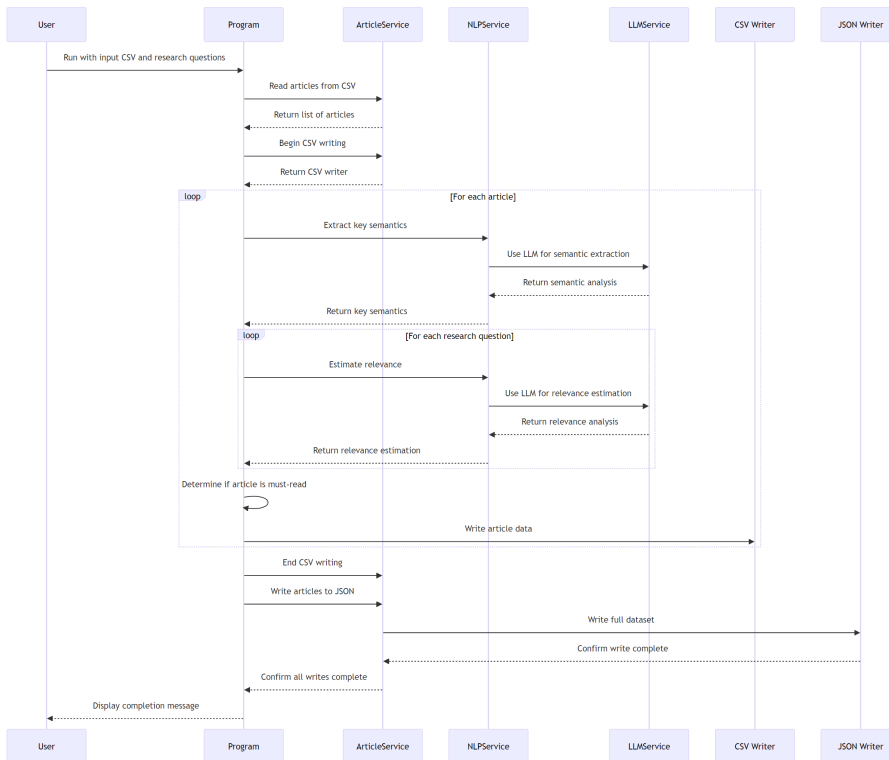 User Program ArticleService NLPService LLMService CSV Writer JSON Writer
Run with input CSV and research questions
Read articles from CSV
Return list of articles
Begin CSV writing
Return CSV writer
loop [For each article]
Extract key semantics
Use LLM for semantic extraction
Return semantic analysis
Return key semantics
loop [For each research question]
Estimate relevance
Use LLM for relevance estimation
Return relevance analysis
Return relevance estimation
Determine if article is must-read
Write article data
End CSV writing
Write articles to JSON
Write full dataset
Confirm write complete
Confirm all writes complete
Display completion message
User Program ArticleService NLPService LLMService CSV Writer JSON Writer